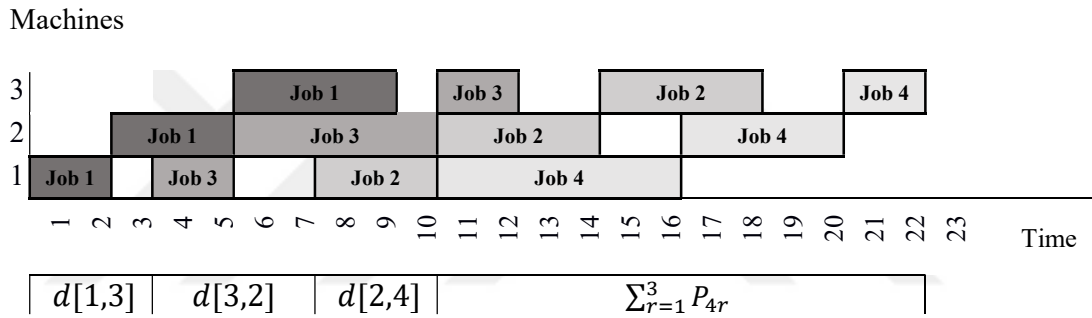 Machines
3 Job 1 Job 3 Job 2 Job 4
2 Job 1 Job 3 Job 2 Job 4
1 Job 1 Job 3 Job 2 Job 4
1 2 3 4 5 6 7 8 9 10 11 12 13 14 15 16 17 18 19 20 21 22 23 Time
d[1,3] d[3,2] d[2,4] ∑³ᵣ₌₁ P₄ᵣ